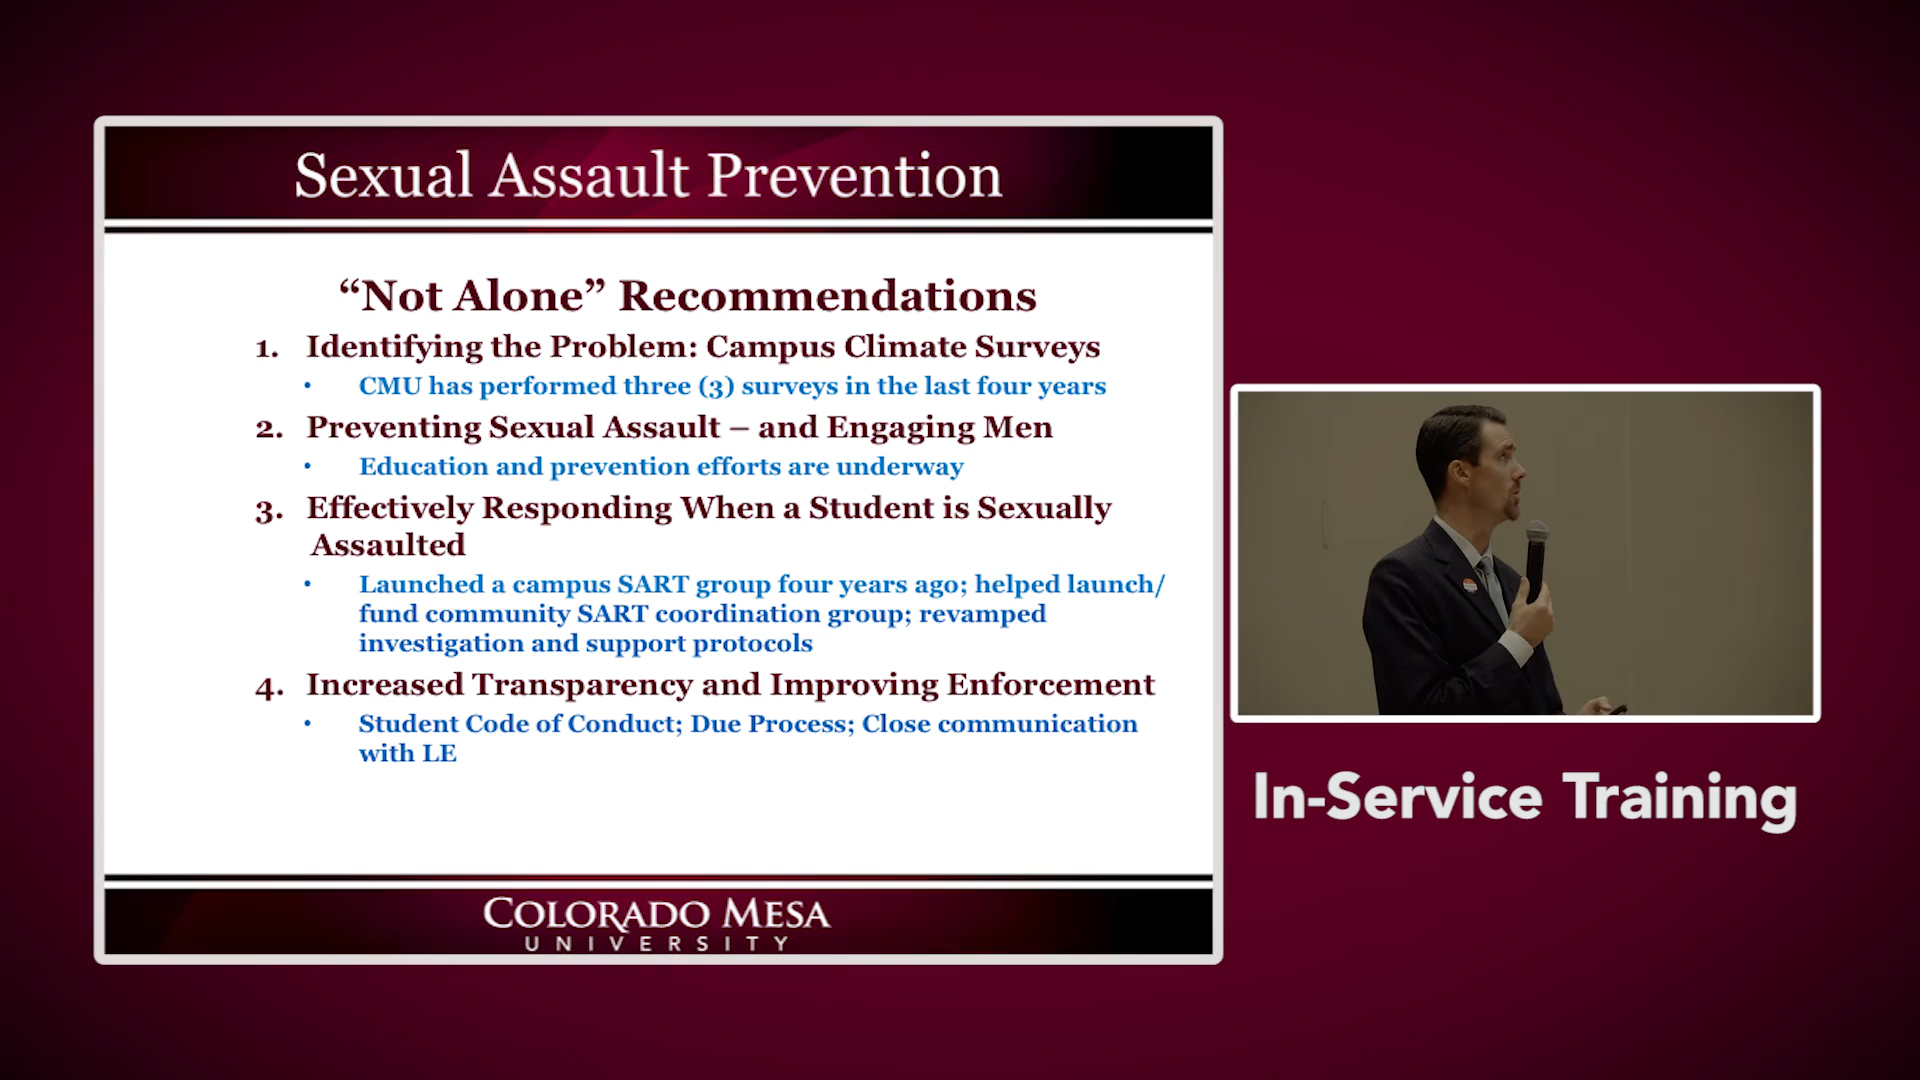 Sexual Assault Prevention
“Not Alone” Recommendations
1. Identifying the Problem: Campus Climate Surveys
• CMU has performed three (3) surveys in the last four years
2. Preventing Sexual Assault – and Engaging Men
• Education and prevention efforts are underway
3. Effectively Responding When a Student is Sexually
Assaulted
• Launched a campus SART group four years ago; helped launch/
fund community SART coordination group; revamped
investigation and support protocols
4. Increased Transparency and Improving Enforcement
• Student Code of Conduct; Due Process; Close communication
with LE
COLORADO MESA
UNIVERSITY
In-Service Training